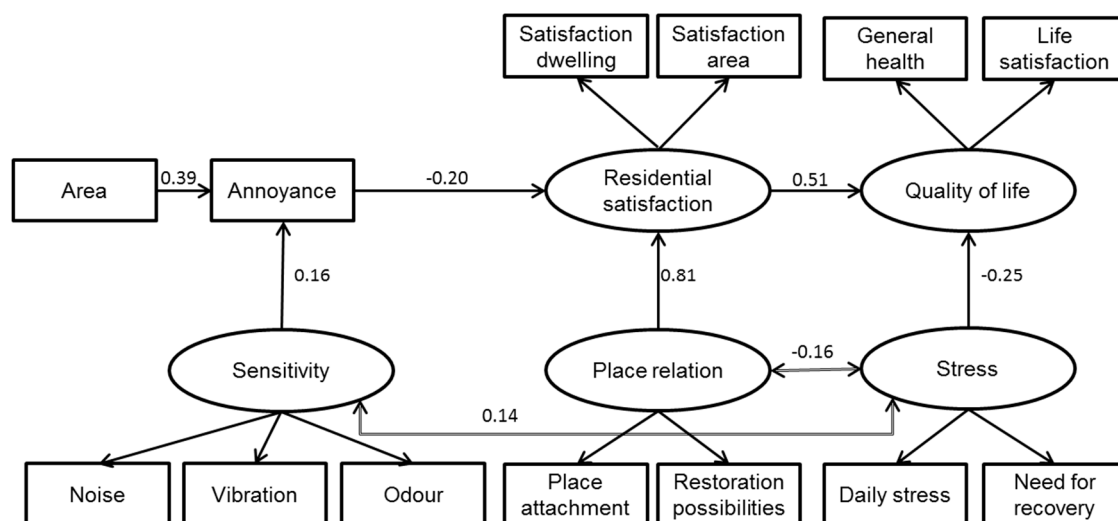 Satisfaction
dwelling
Satisfaction
area
General
health
Life
satisfaction
Area
0.39
Annoyance
-0.20
Residential
satisfaction
0.51
Quality of life
0.16
0.81
-0.25
Sensitivity
Place relation
-0.16
Stress
0.14
Noise
Vibration
Odour
Place
attachment
Restoration
possibilities
Daily stress
Need for
recovery